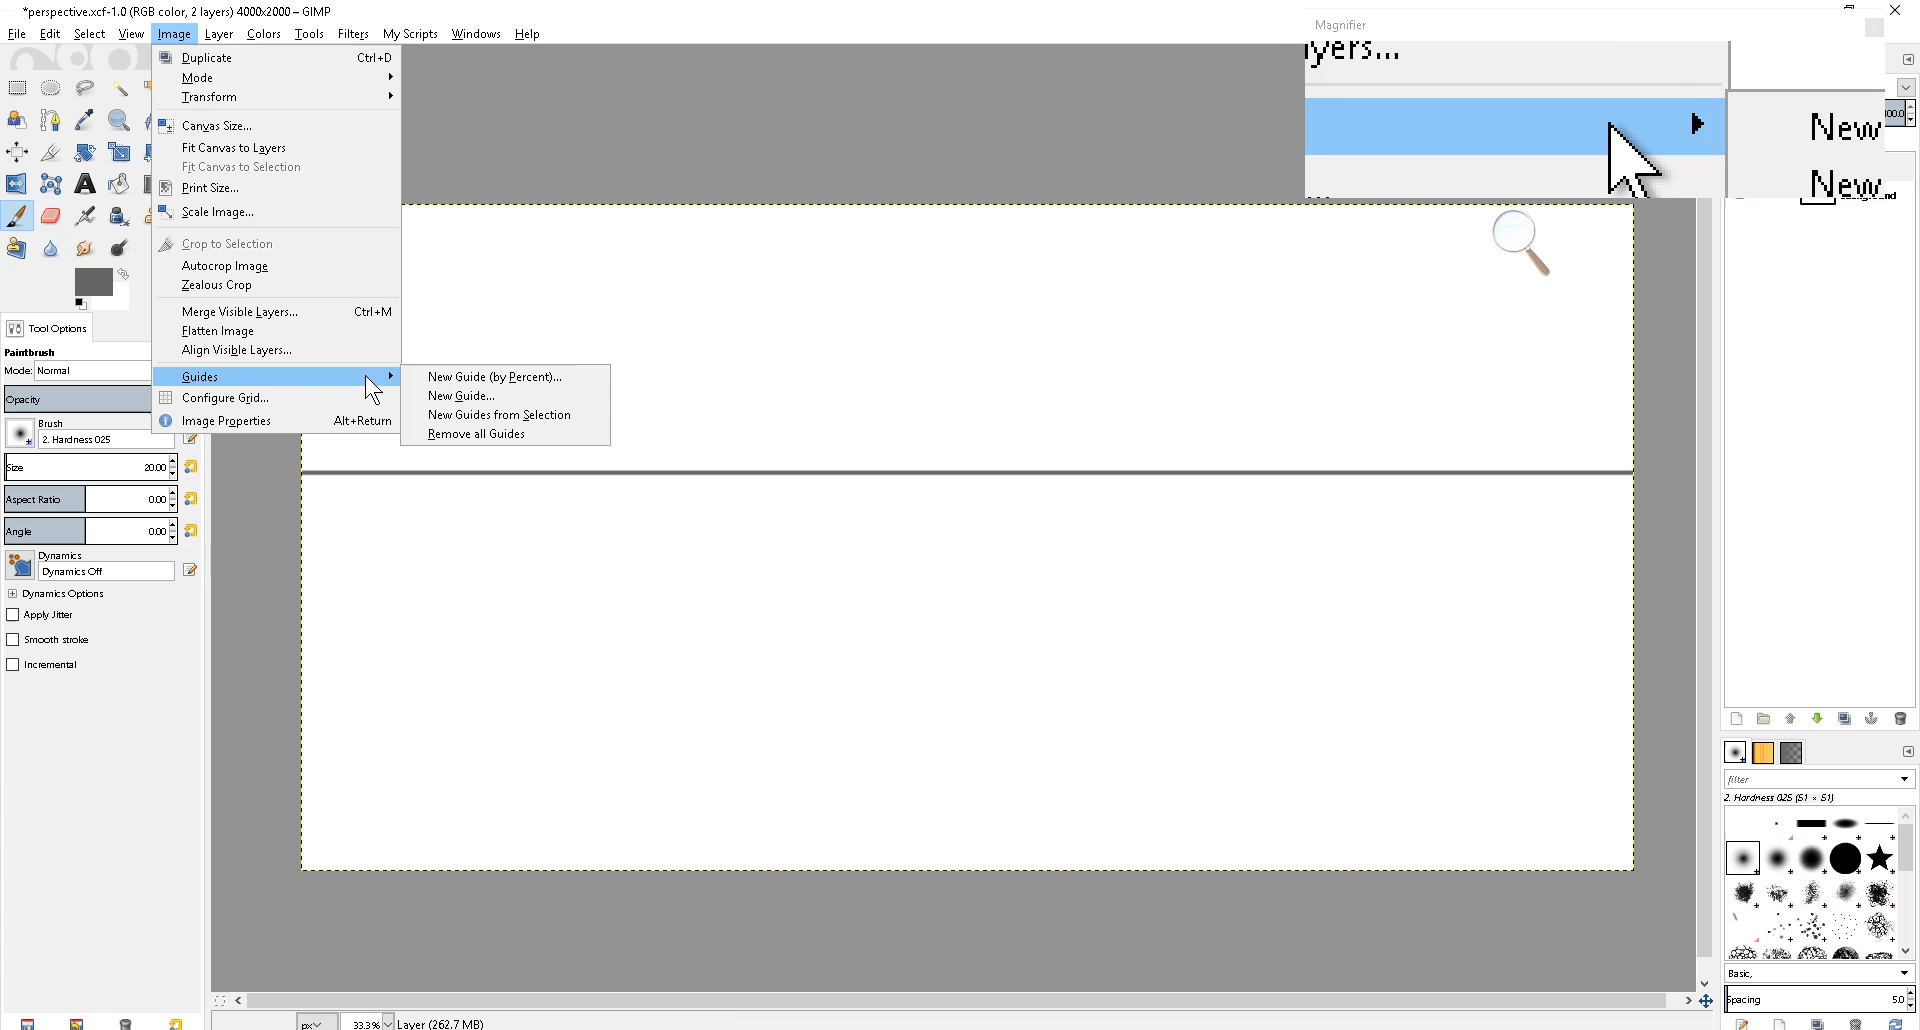 *perspective.xcf-1.0 (RGB color, 2 layers) 4000x2000 – GIMP
File Edit Select View Image Layer Colors Tools Filters My Scripts Windows Help
Magnifier
yers...
New
New
Duplicate Ctrl+D
Mode
Transform
Canvas Size...
Fit Canvas to Layers
Fit Canvas to Selection
Print Size...
Scale Image...
Crop to Selection
Autocrop Image
Zealous Crop
Merge Visible Layers... Ctrl+M
Flatten Image
Align Visible Layers...
Guides
Configure Grid...
Image Properties Alt+Return
New Guide (by Percent)...
New Guide...
New Guides from Selection
Remove all Guides
Tool Options
Paintbrush
Mode: Normal
Opacity
Brush
2. Hardness 025
Size 20.00
Aspect Ratio 0.00
Angle 0.00
Dynamics
Dynamics Off
Dynamics Options
Apply Jitter
Smooth stroke
Incremental
px 33.3% Layer (262.7 MB)
filter
2. Hardness 025 (51 × 51)
Basic,
Spacing 5.0